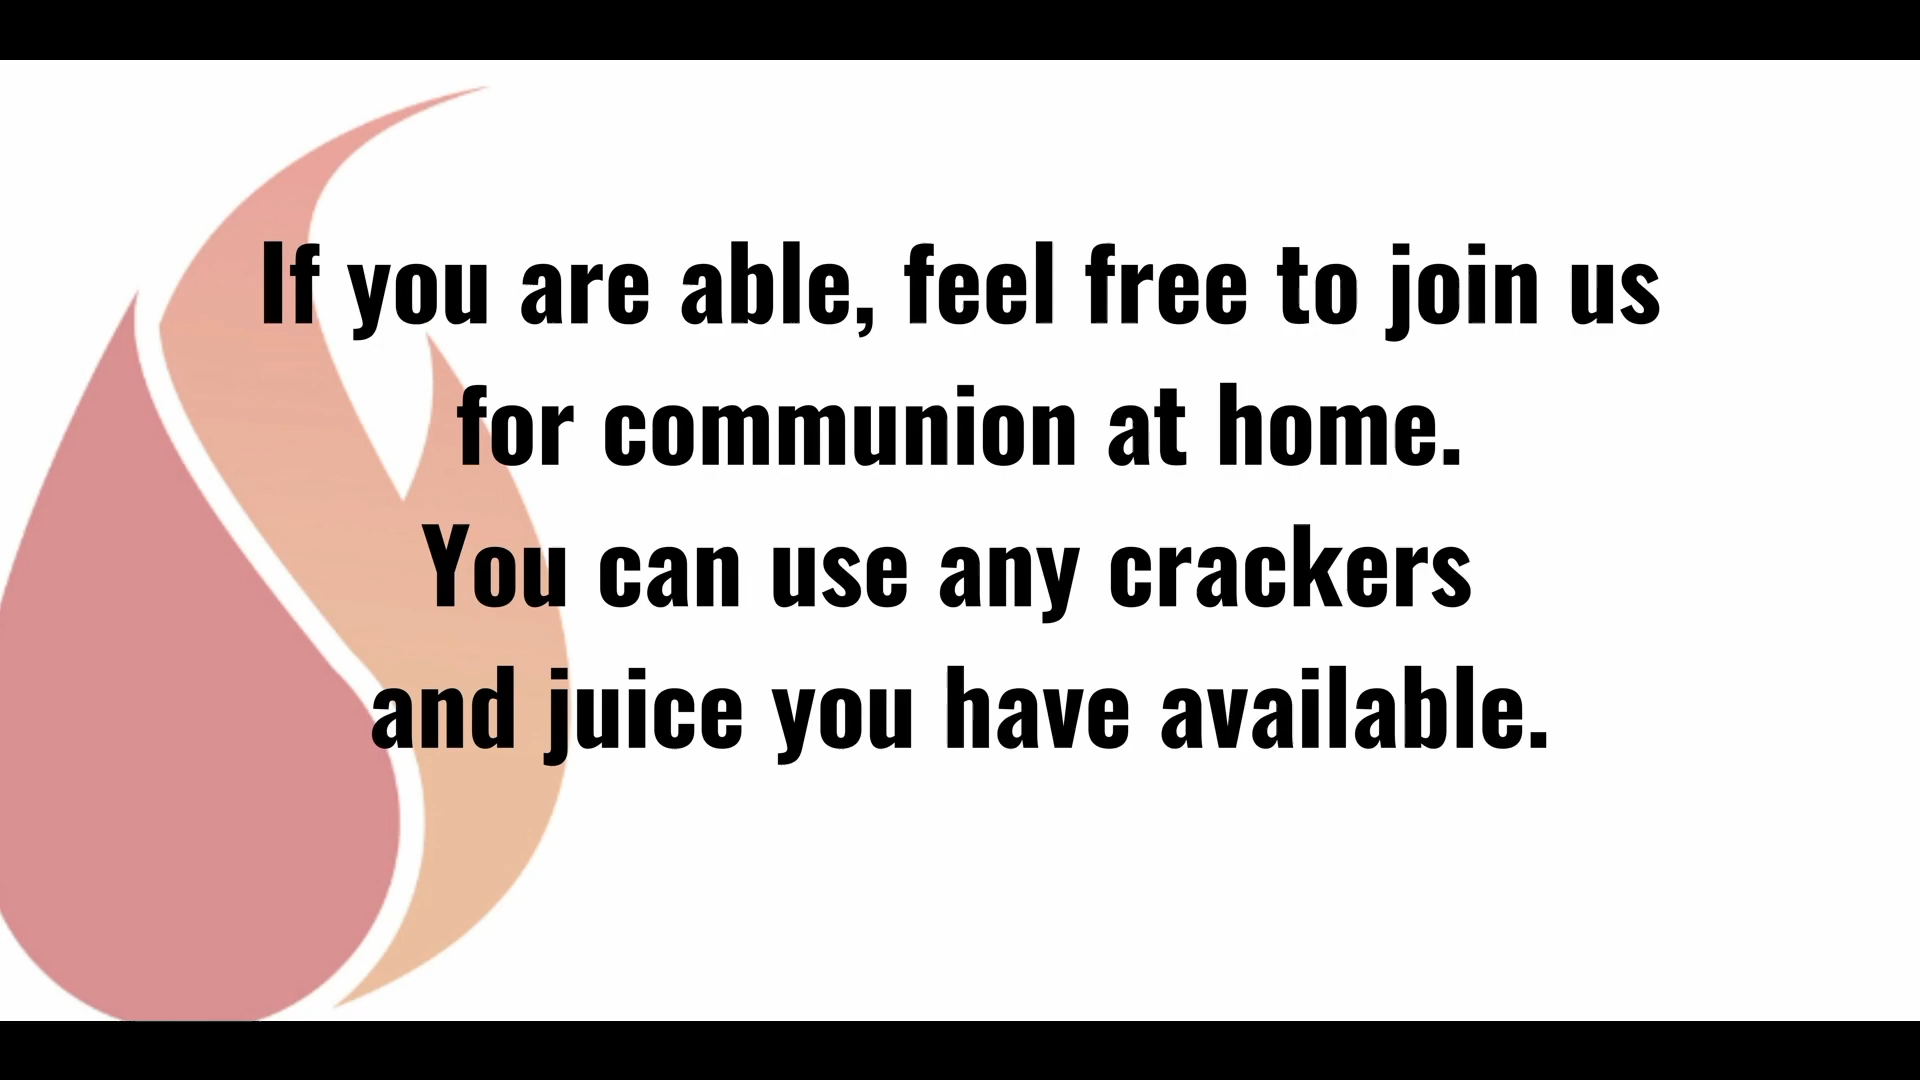 If you are able, feel free to join us
for communion at home.
You can use any crackers
and juice you have available.